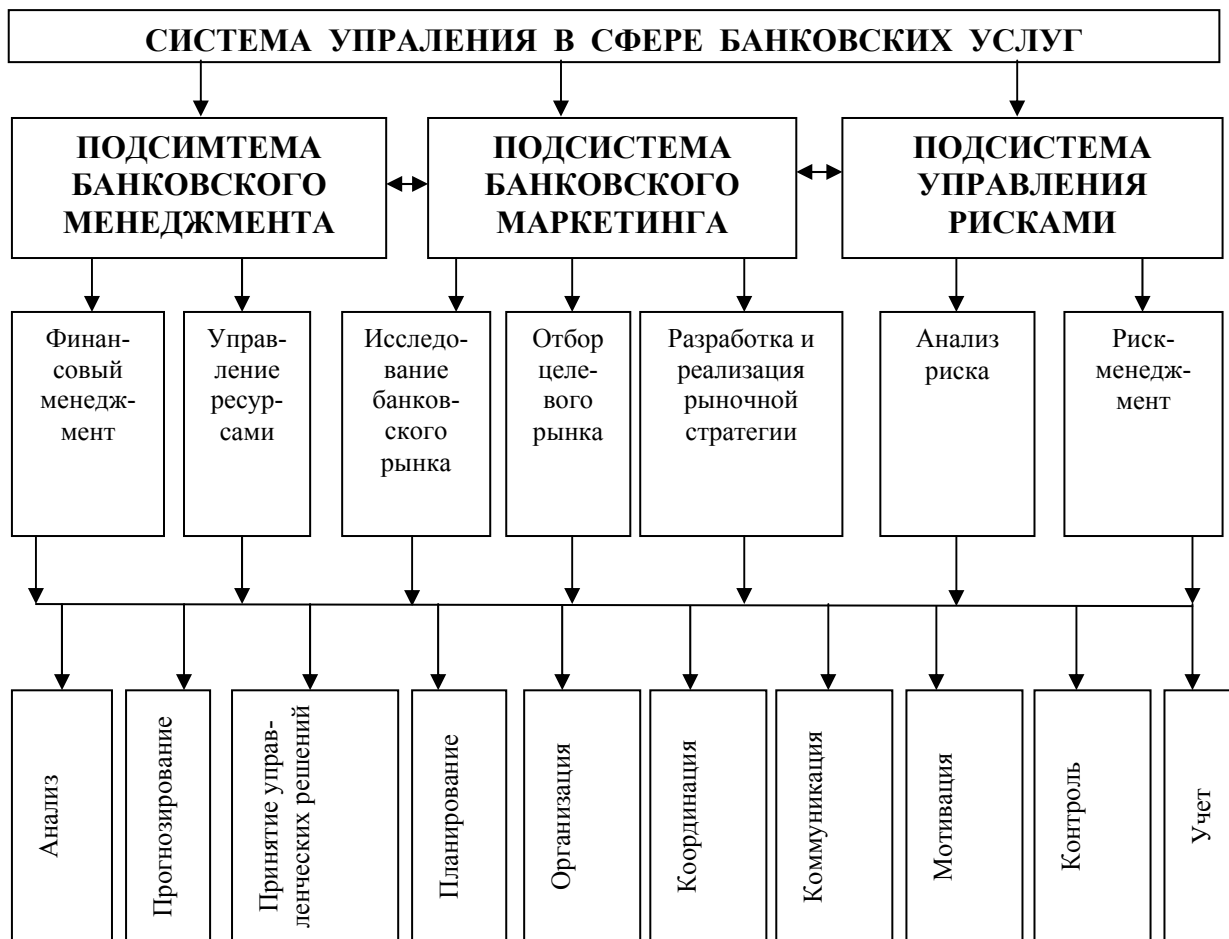 СИСТЕМА УПРАЛЕНИЯ В СФЕРЕ БАНКОВСКИХ УСЛУГ
ПОДСИМТЕМА
БАНКОВСКОГО
МЕНЕДЖМЕНТА
ПОДСИСТЕМА
БАНКОВСКОГО
МАРКЕТИНГА
ПОДСИСТЕМА
УПРАВЛЕНИЯ
РИСКАМИ
Финан-
совый
менедж-
мент
Управ-
ление
ресур-
сами
Исследо-
вание
банков-
ского
рынка
Отбор
целе-
вого
рынка
Разработка и
реализация
рыночной
стратегии
Анализ
риска
Риск-
менедж-
мент
Анализ
Прогнозирование
Принятие управ-
ленческих решений
Планирование
Организация
Координация
Коммуникация
Мотивация
Контроль
Учет